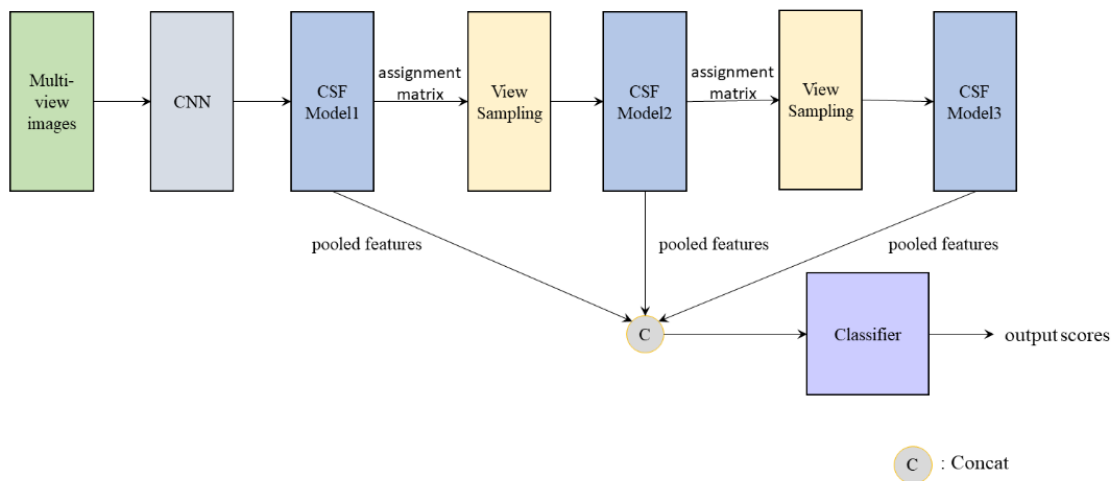 Multi-
view
images
CNN
CSF
Model1
assignment
matrix
View
Sampling
CSF
Model2
assignment
matrix
View
Sampling
CSF
Model3
pooled features
pooled features
pooled features
C
Classifier
output scores
C : Concat